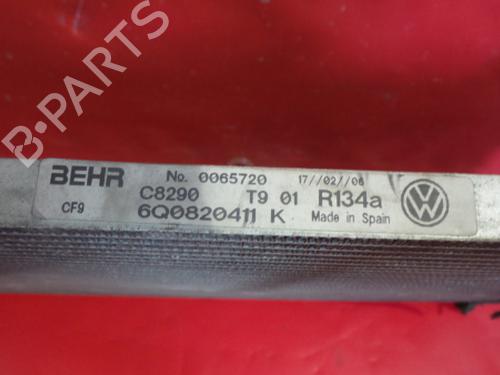 B-PARTS
BEHR No. 0065720 17//02//06
C8290 T9 01 R134a
CF9 6Q0820411 K Made in Spain